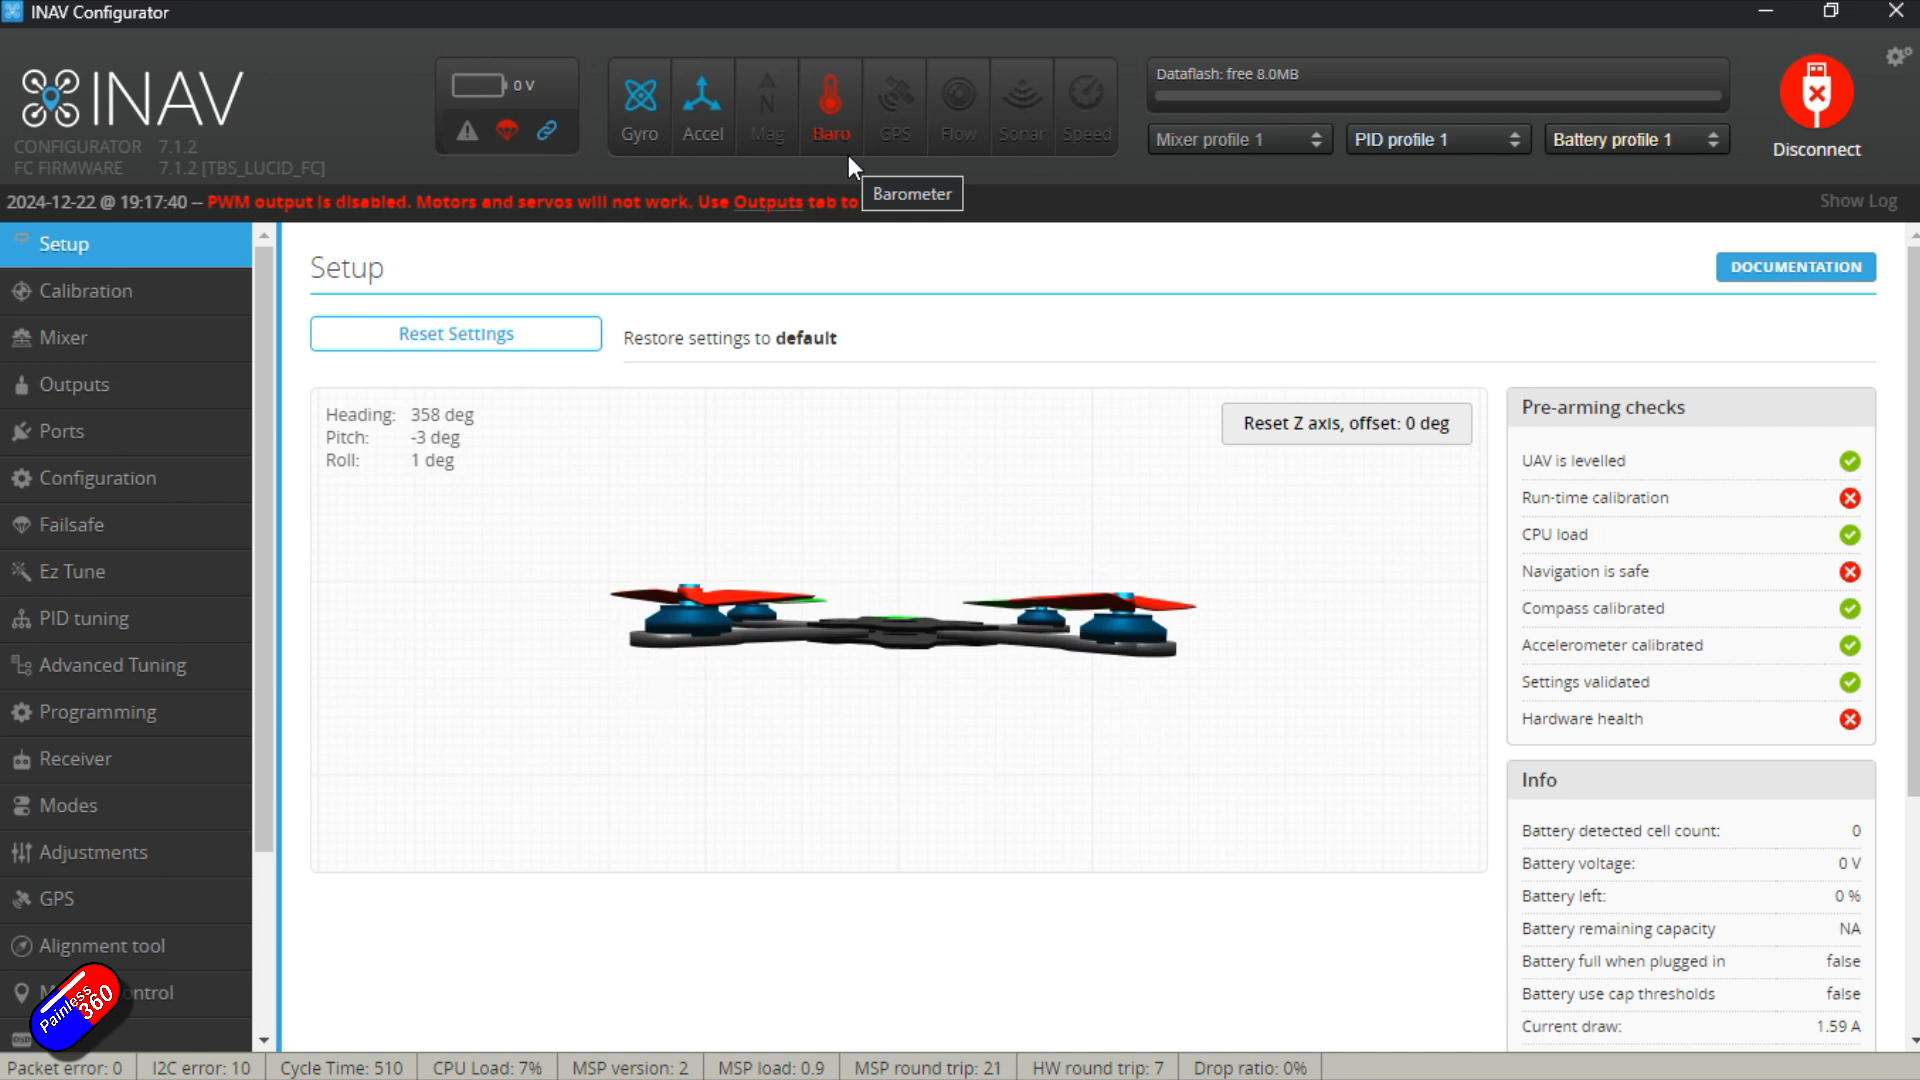 INAV Configurator
INAV
CONFIGURATOR 7.1.2
FC FIRMWARE 7.1.2 [TBS_LUCID_FC]
0 V
Gyro
Accel
Mag
Baro
GPS
Flow
Sonar
Speed
Dataflash: free 8.0MB
Mixer profile 1
PID profile 1
Battery profile 1
Disconnect
2024-12-22 @ 19:17:40 -- PWM output is disabled. Motors and servos will not work. Use Outputs tab to
Barometer
Show Log
Setup
Calibration
Mixer
Outputs
Ports
Configuration
Failsafe
Ez Tune
PID tuning
Advanced Tuning
Programming
Receiver
Modes
Adjustments
GPS
Alignment tool
ontrol
Painless
360
Setup
DOCUMENTATION
Reset Settings
Restore settings to default
Heading: 358 deg
Pitch: -3 deg
Roll: 1 deg
Reset Z axis, offset: 0 deg
Pre-arming checks
UAV is levelled
Run-time calibration
CPU load
Navigation is safe
Compass calibrated
Accelerometer calibrated
Settings validated
Hardware health
Info
Battery detected cell count: 0
Battery voltage: 0 V
Battery left: 0 %
Battery remaining capacity NA
Battery full when plugged in false
Battery use cap thresholds false
Current draw: 1.59 A
Packet error: 0
I2C error: 10
Cycle Time: 510
CPU Load: 7%
MSP version: 2
MSP load: 0.9
MSP round trip: 21
HW round trip: 7
Drop ratio: 0%